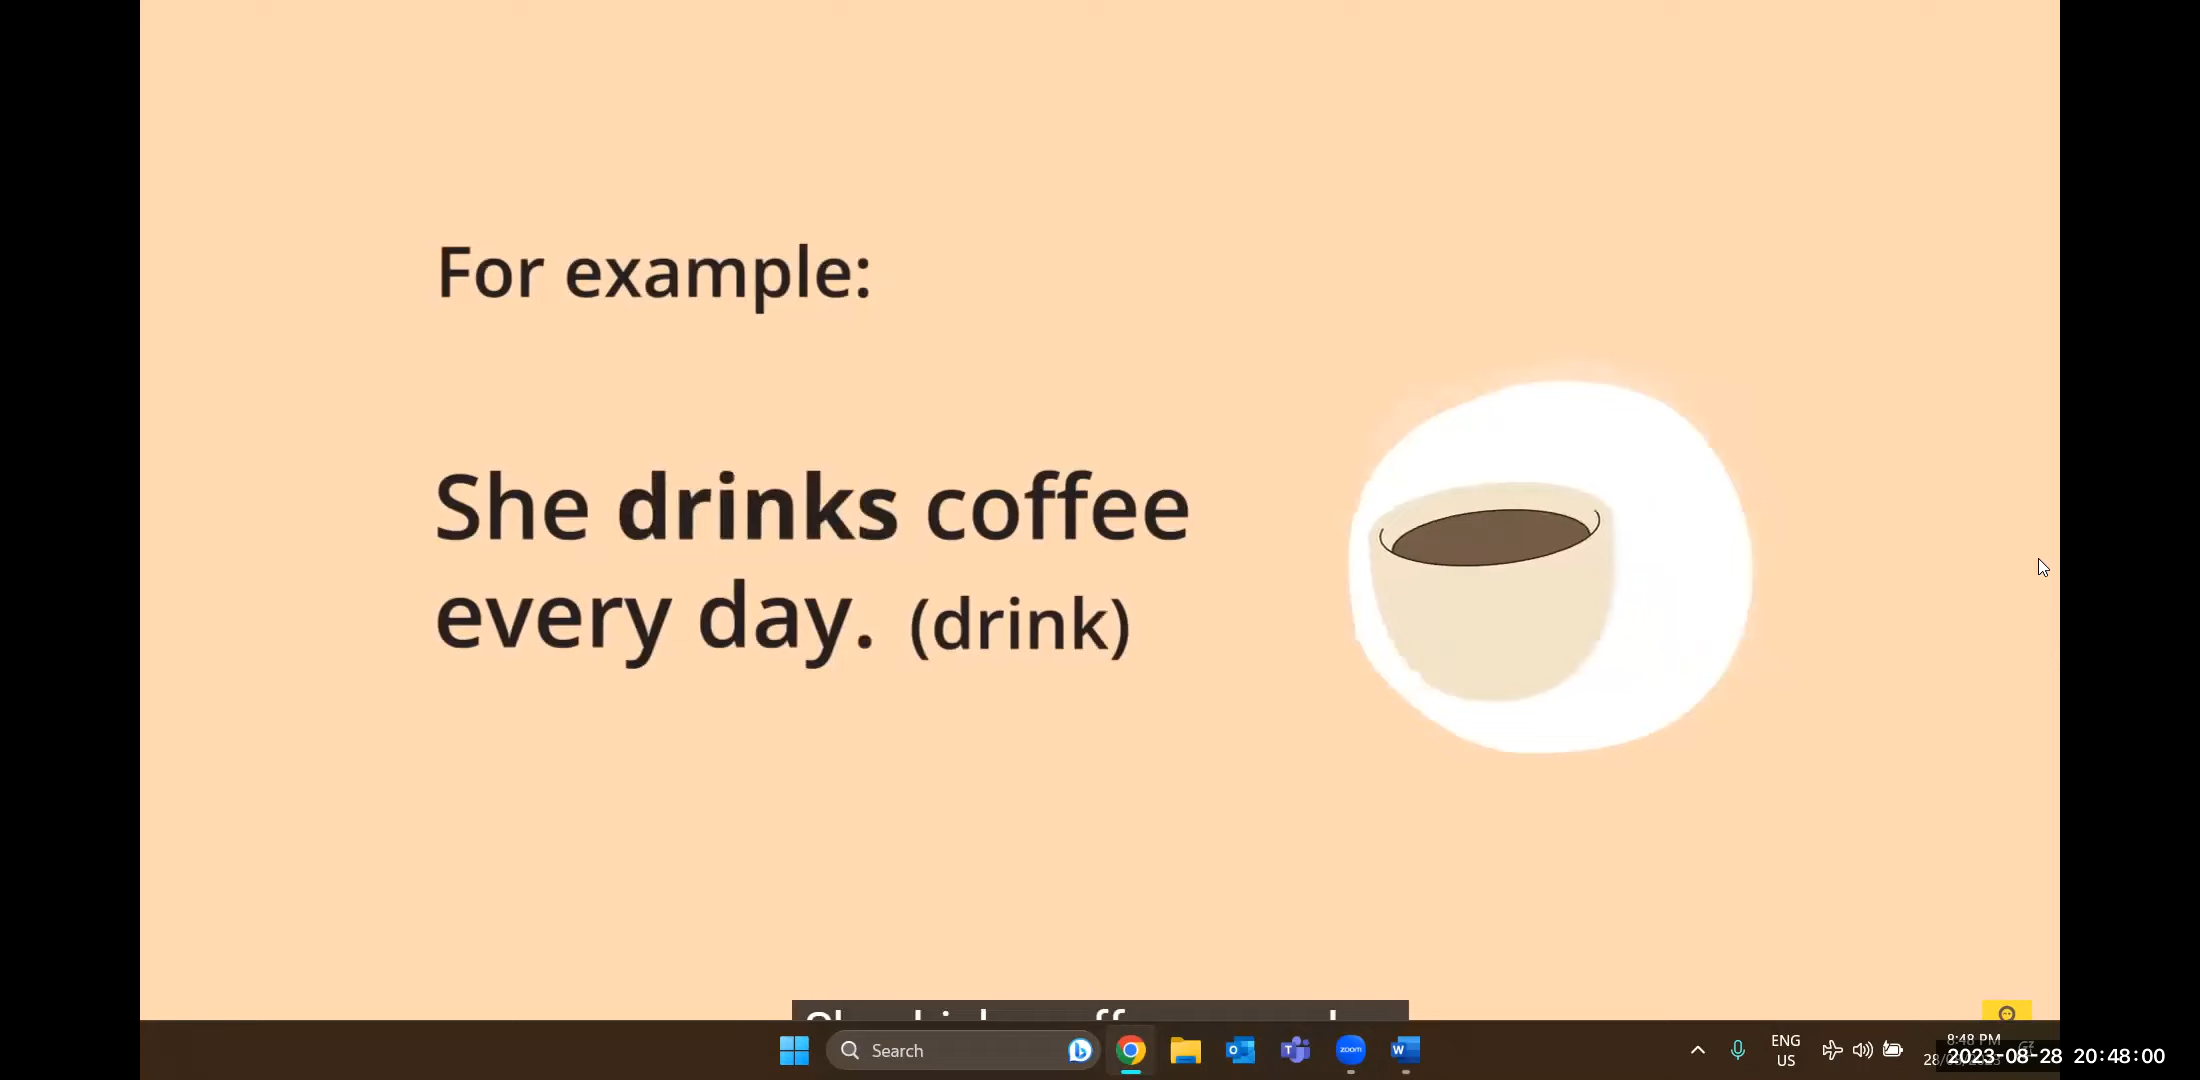 For example:
She drinks coffee
every day. (drink)
Search
zoom
ENG
US
8:48 PM
2023-08-28 20:48:00